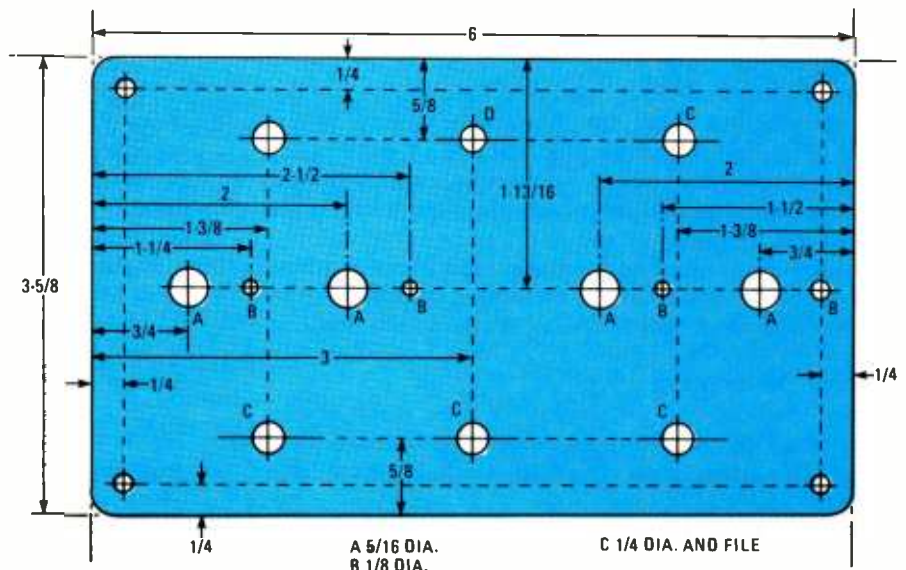 6
1/4
5/8
D
C
2-1/2
1 13/16
2
2
1-1/2
1-3/8
1-3/8
1-1/4
3/4
3-5/8
A
B
A
B
A
B
A
B
3/4
3
1/4
1/4
C
C
C
5/8
1/4
A 5/16 DIA.
C 1/4 DIA. AND FILE
B 1/8 DIA.